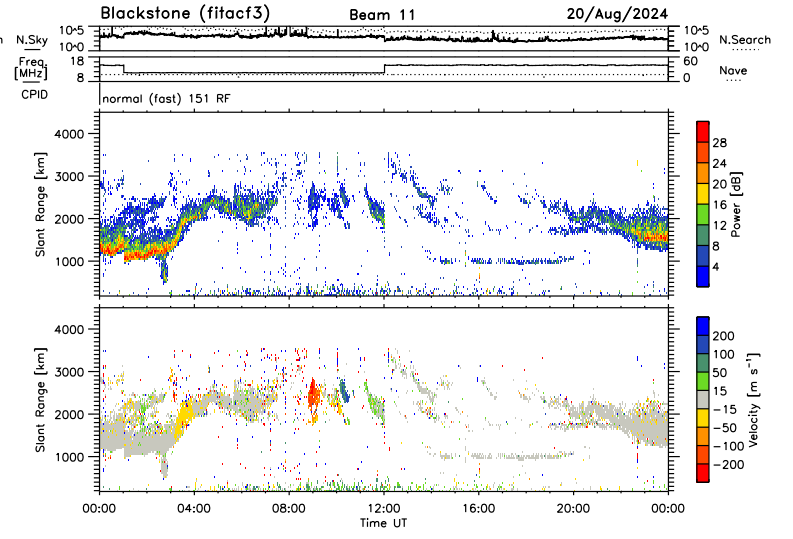 Blackstone (fitacf3) Beam 11 20/Aug/2024
N.Sky 10^5 10^5 N.Search
10^0 10^0
Freq. 18 60 Nave
[MHz] 8 0
CPID
normal (fast) 151 RF
Slant Range [km]
4000
3000
2000
1000
28
24
20
16
12
8
4
Power [dB]
Slant Range [km]
4000
3000
2000
1000
200
100
50
15
-15
-50
-100
-200
Velocity [m s⁻¹]
00:00 04:00 08:00 12:00 16:00 20:00 00:00
Time UT